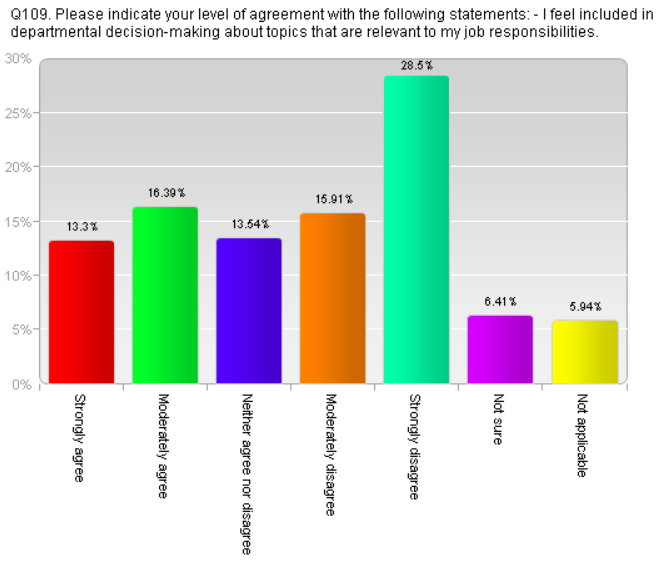 Q109. Please indicate your level of agreement with the following statements: - I feel included in
departmental decision-making about topics that are relevant to my job responsibilities.
30%
25%
20%
15%
10%
5%
0%
13.3%
16.39%
13.54%
15.91%
28.5%
6.41%
5.94%
Strongly agree
Moderately agree
Neither agree nor disagree
Moderately disagree
Strongly disagree
Not sure
Not applicable